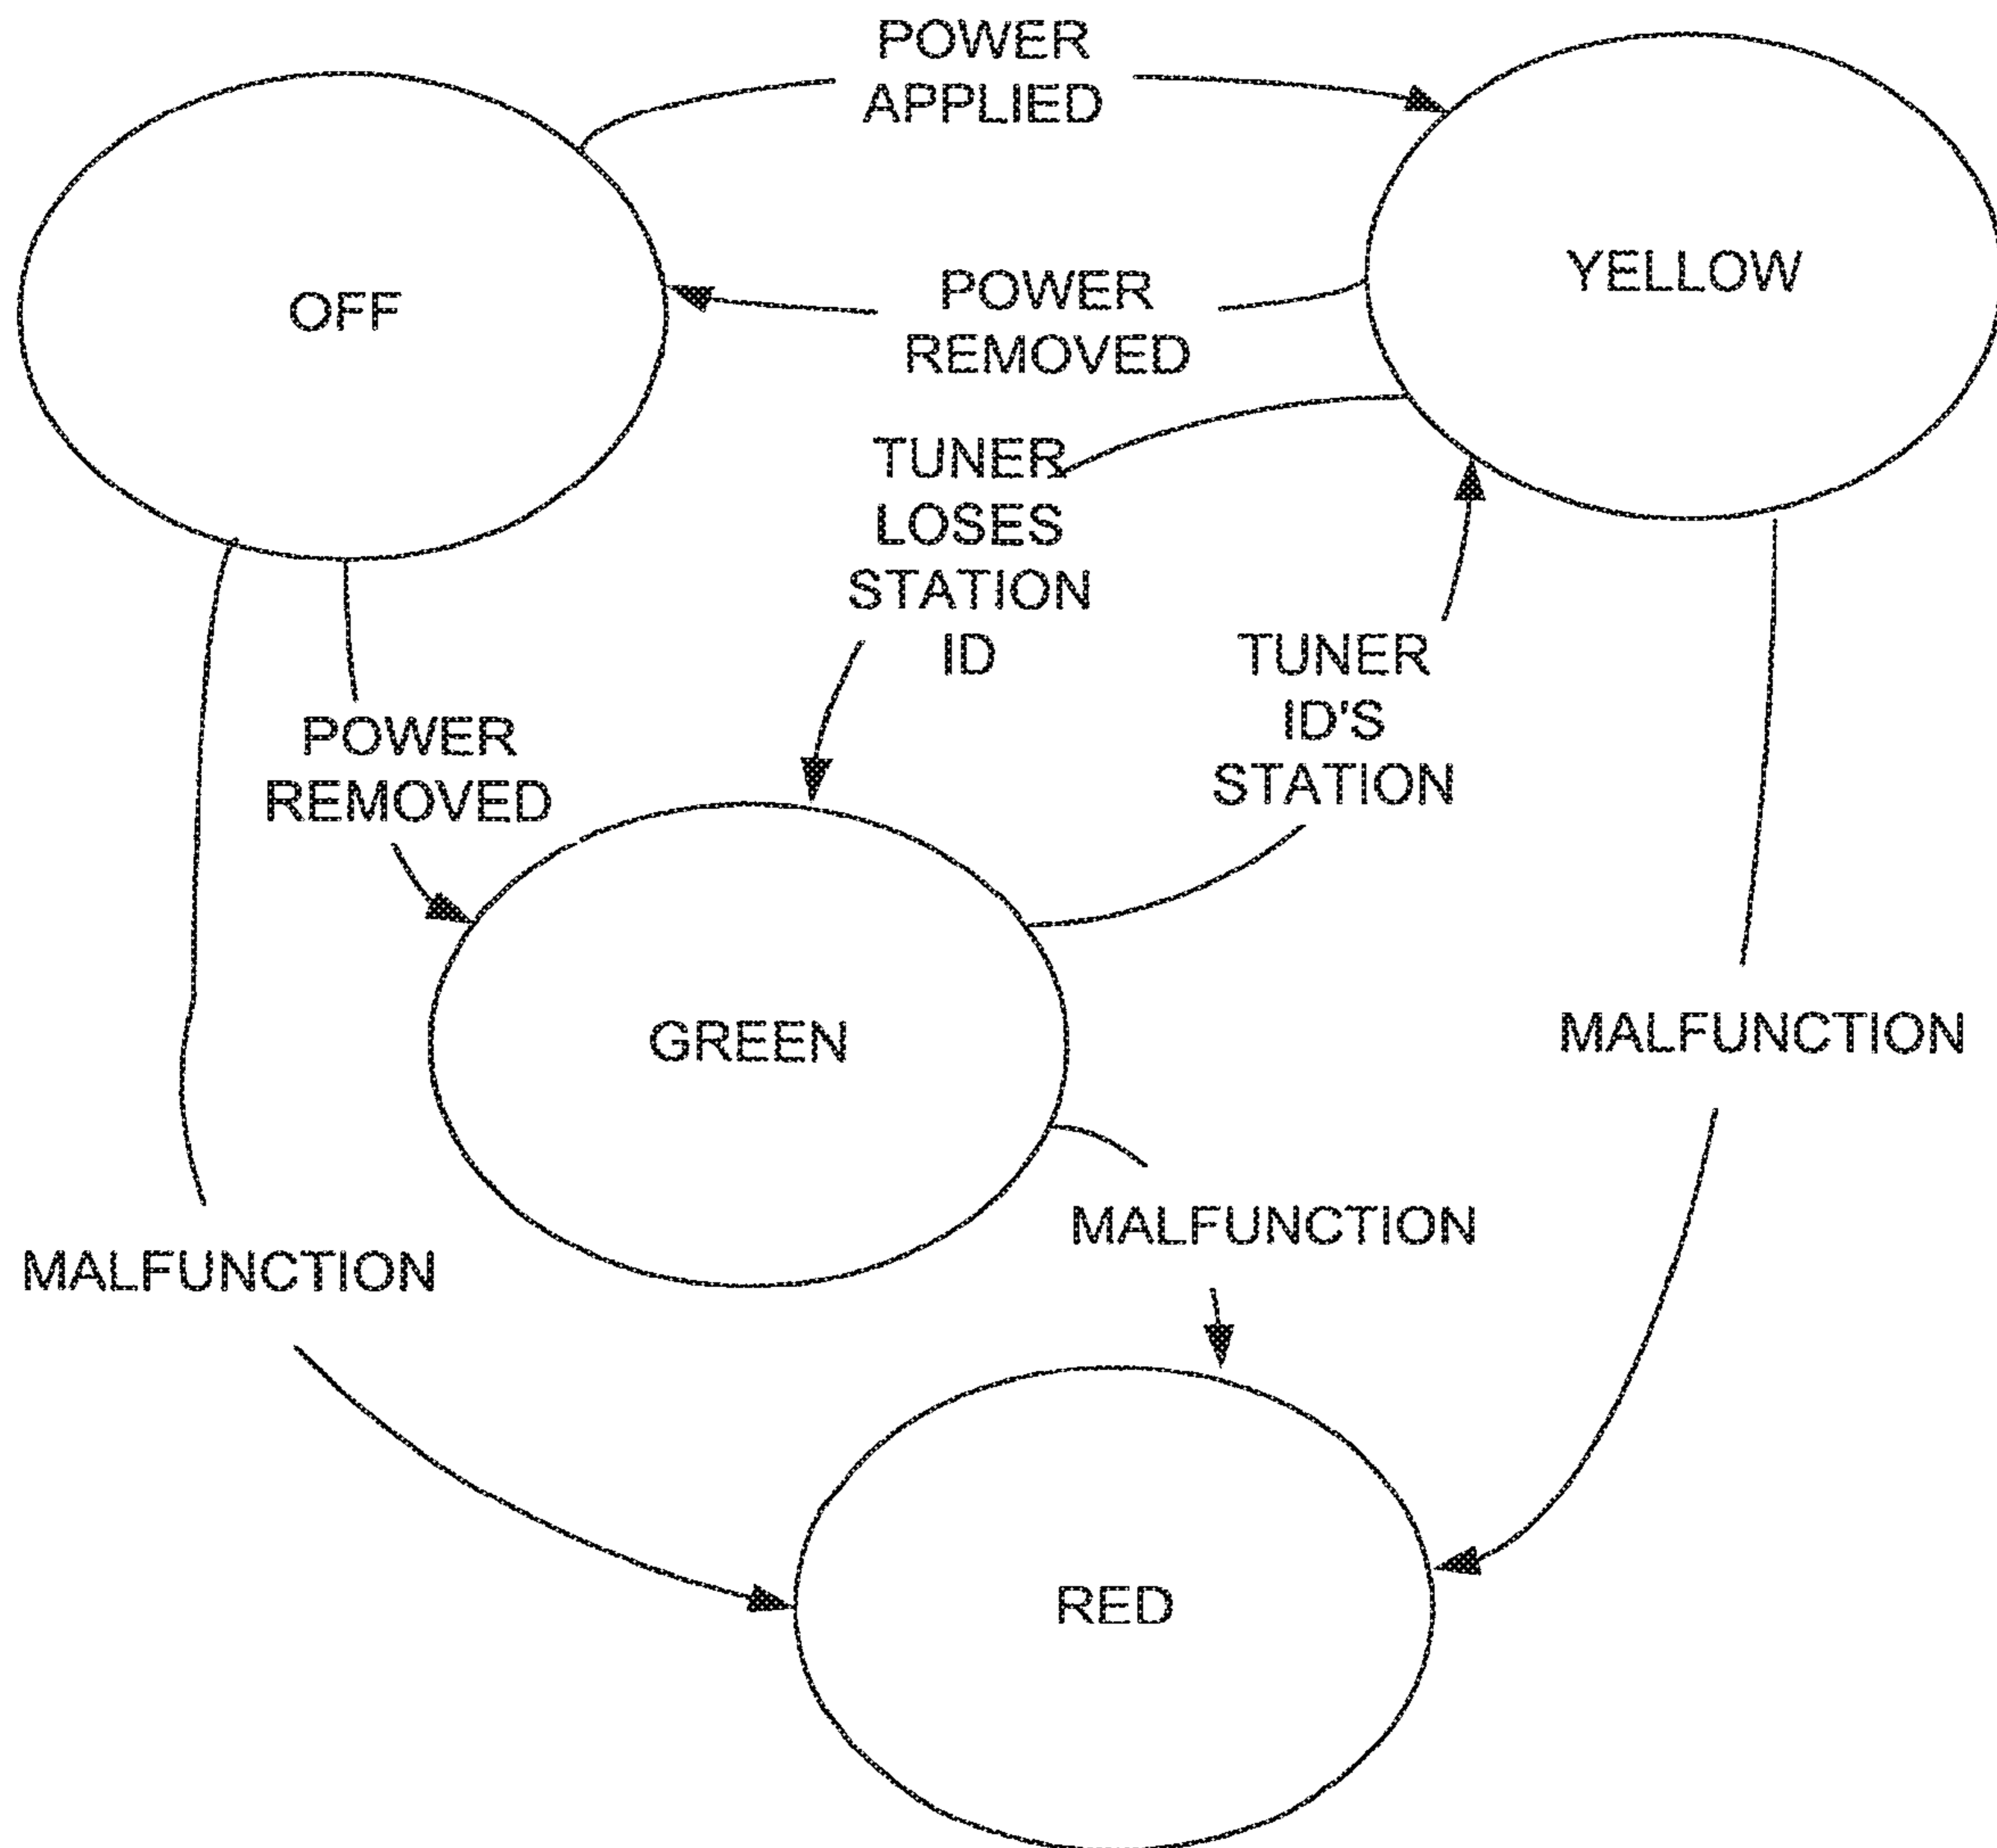 POWER
APPLIED
OFF
YELLOW
POWER
REMOVED
TUNER
LOSES
STATION
ID
TUNER
ID'S
STATION
POWER
REMOVED
GREEN
MALFUNCTION
MALFUNCTION
MALFUNCTION
RED